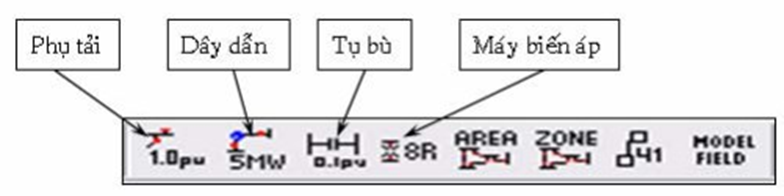 Phụ tải
Dây dẫn
Tụ bù
Máy biến áp
1.0pu
5MW
0.1pu
8R
AREA
ZONE
41
MODEL
FIELD